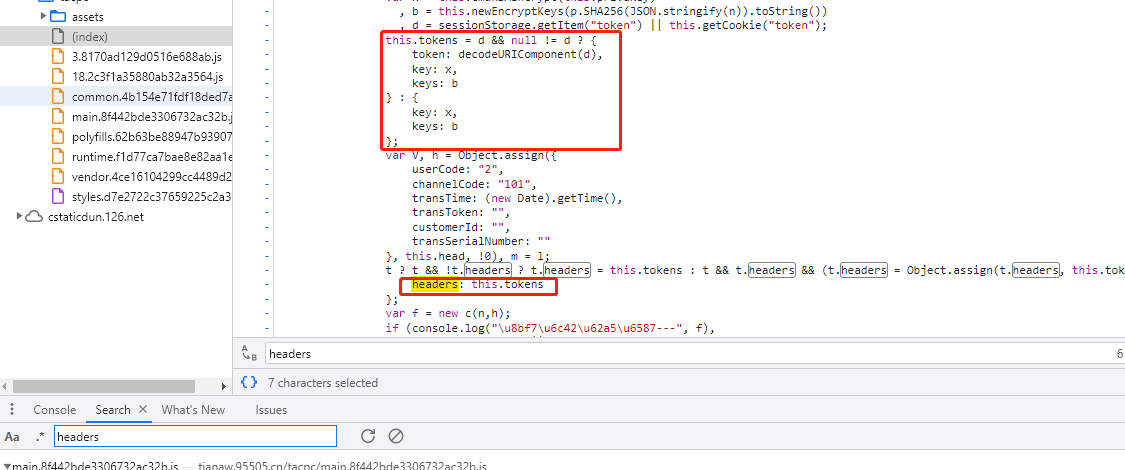 assets
(index)
3.8170ad129d0516e688ab.js
18.2c3f1a35880ab32a3564.js
common.4b154e71fdf18ded7a
main.8f442bde3306732ac32b.j
polyfills.62b63be88947b93907
runtime.f1d77ca7bae8e82aa1e
vendor.4ce16104299cc4489d2
styles.d7e2722c37659225c2a3
cstaticdun.126.net
, b = this.newEncryptKeys(p.SHA256(JSON.stringify(n)).toString())
, d = sessionStorage.getItem("token") || this.getCookie("token");
this.tokens = d && null != d ? {
token: decodeURIComponent(d),
key: x,
keys: b
} : {
key: x,
keys: b
};
var V, h = Object.assign({
userCode: "2",
channelCode: "101",
transTime: (new Date).getTime(),
transToken: "",
customerId: "",
transSerialNumber: ""
}, this.head, !0), m = l;
t ? t && !t.headers ? t.headers = this.tokens : t && t.headers && (t.headers = Object.assign(t.headers, this.tok
headers: this.tokens
};
var f = new c(n,h);
if (console.log("\u8bf7\u6c42\u62a5\u6587---", f),
headers
6
{} 7 characters selected
Console Search × What's New Issues
Aa .* headers
main.8f442bde3306732ac32b.js — tianaw.95505.cn/tacpc/main.8f442bde3306732ac32b.js